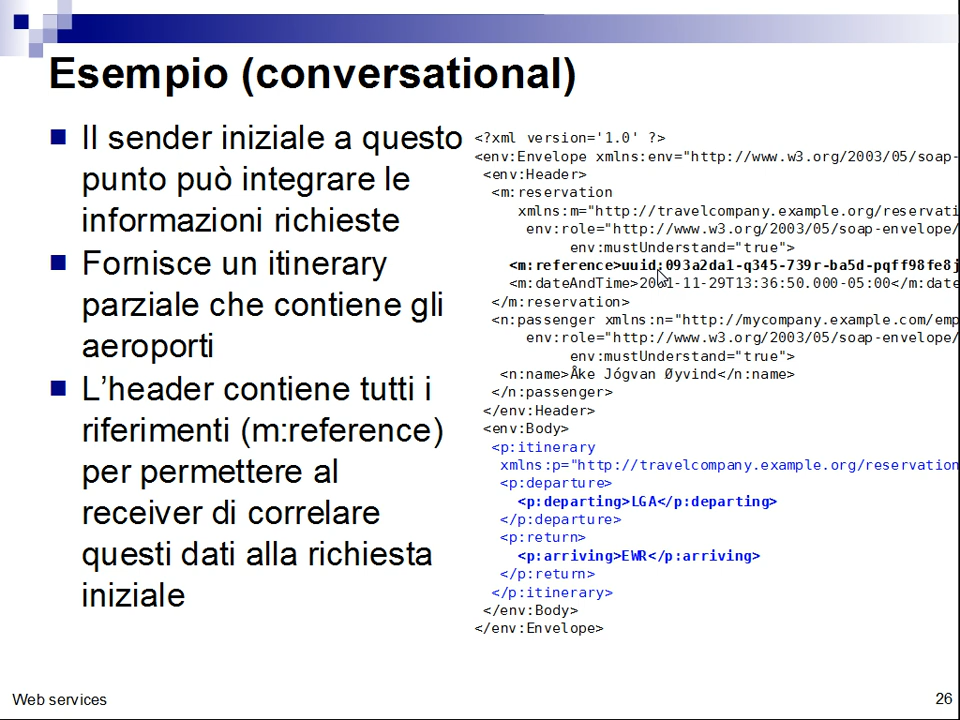 Esempio (conversational)
Il sender iniziale a questo
punto può integrare le
informazioni richieste
Fornisce un itinerary
parziale che contiene gli
aeroporti
L’header contiene tutti i
riferimenti (m:reference)
per permettere al
receiver di correlare
questi dati alla richiesta
iniziale
<?xml version='1.0' ?>
<env:Envelope xmlns:env="http://www.w3.org/2003/05/soap-
<env:Header>
<m:reservation
xmlns:m="http://travelcompany.example.org/reservati
env:role="http://www.w3.org/2003/05/soap-envelope/
env:mustUnderstand="true">
<m:reference>uuid:093a2da1-q345-739r-ba5d-pqff98fe8j
<m:dateAndTime>2001-11-29T13:36:50.000-05:00</m:date
</m:reservation>
<n:passenger xmlns:n="http://mycompany.example.com/emp
env:role="http://www.w3.org/2003/05/soap-envelope/
env:mustUnderstand="true">
<n:name>Åke Jógvan Øyvind</n:name>
</n:passenger>
</env:Header>
<env:Body>
<p:itinerary
xmlns:p="http://travelcompany.example.org/reservation
<p:departure>
<p:departing>LGA</p:departing>
</p:departure>
<p:return>
<p:arriving>EWR</p:arriving>
</p:return>
</p:itinerary>
</env:Body>
</env:Envelope>
Web services
26